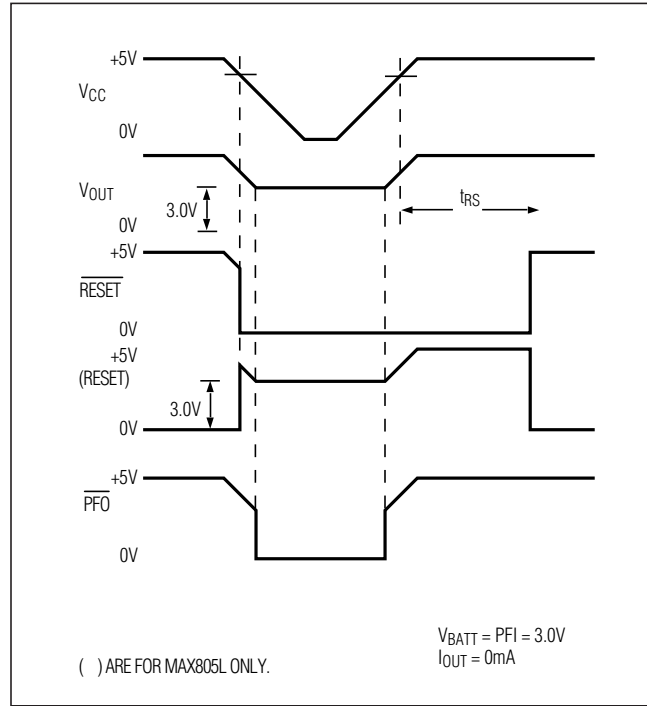 +5V
VCC
0V
VOUT
3.0V
tRS
0V
+5V
RESET
0V
+5V
(RESET)
3.0V
0V
+5V
PFO
0V
VBATT = PFI = 3.0V
IOUT = 0mA
( ) ARE FOR MAX805L ONLY.